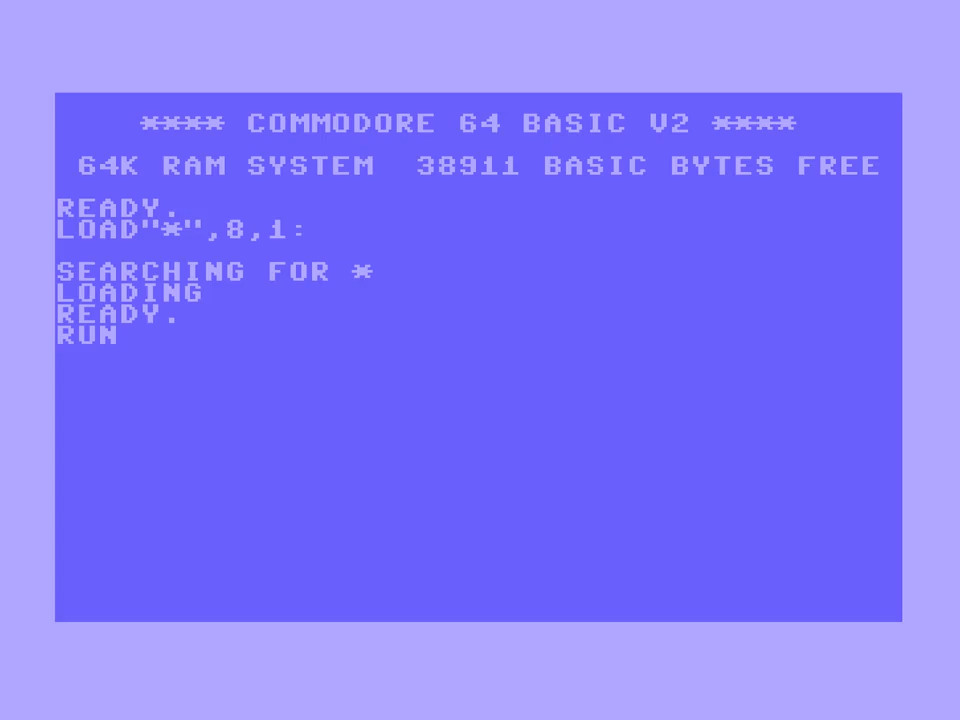 **** COMMODORE 64 BASIC V2 ****
64K RAM SYSTEM  38911 BASIC BYTES FREE
READY.
LOAD"*",8,1:
SEARCHING FOR *
LOADING
READY.
RUN